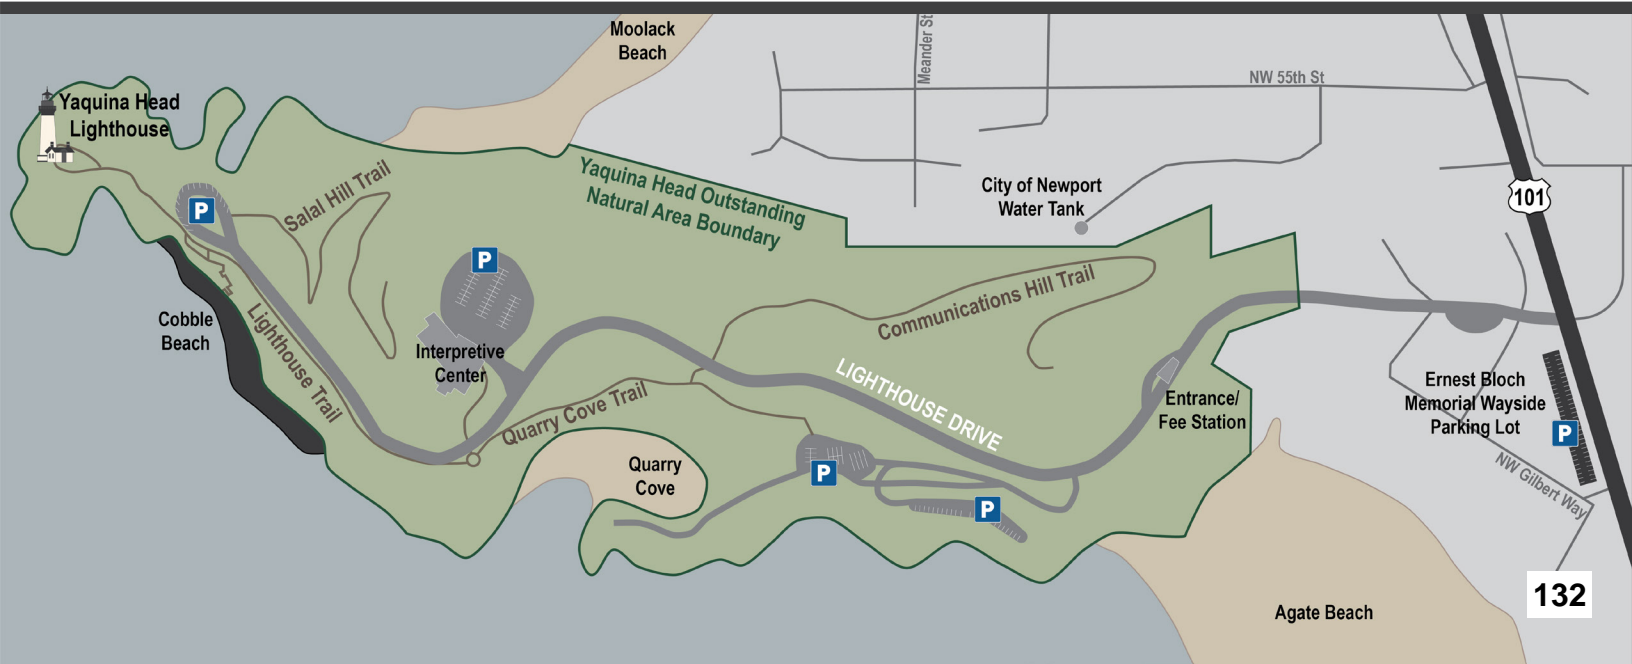 Moolack
Beach
Meander St
NW 55th St
Yaquina Head
Lighthouse
Yaquina Head Outstanding
Natural Area Boundary
City of Newport
Water Tank
101
P
Salal Hill Trail
P
Cobble
Beach
Lighthouse Trail
Interpretive
Center
Communications Hill Trail
LIGHTHOUSE DRIVE
Quarry Cove Trail
Entrance/
Fee Station
Ernest Bloch
Memorial Wayside
Parking Lot
P
Quarry
Cove
P
P
NW Gilbert Way
Agate Beach
132